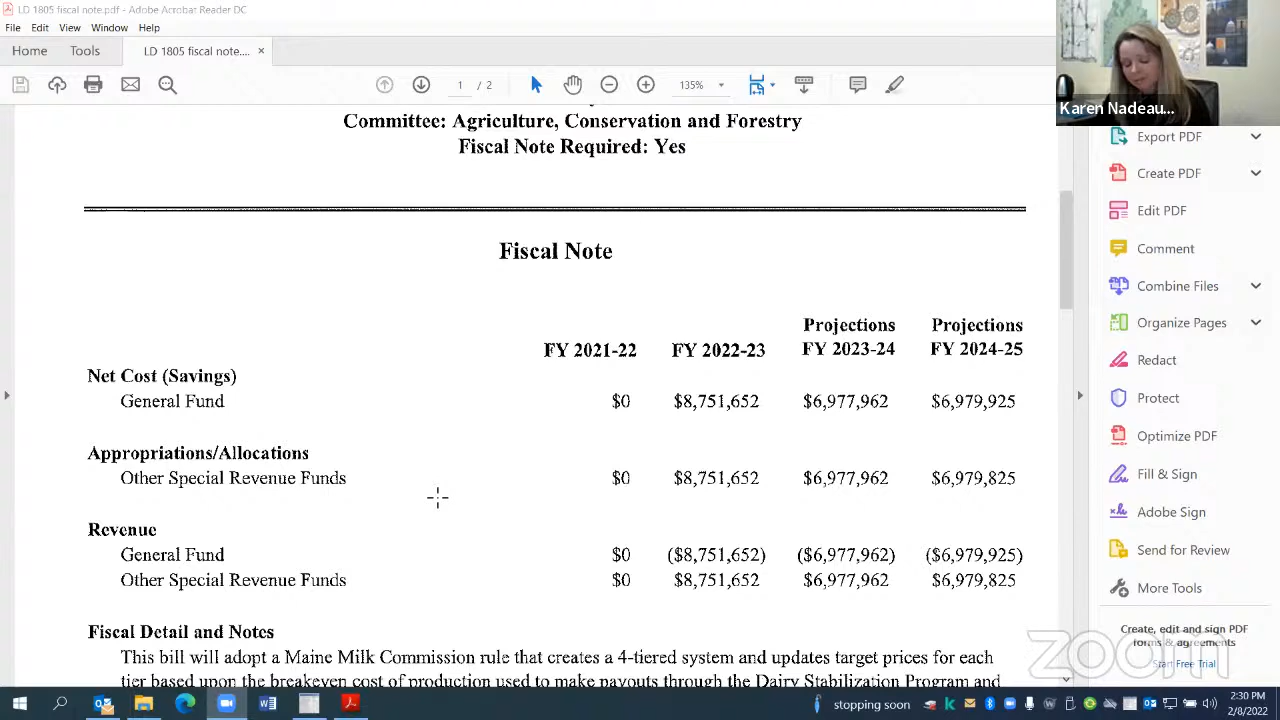 LD 1805 fiscal note.pdf - Adobe Acrobat Reader DC
File Edit View Window Help
Home Tools LD 1805 fiscal note.... ×
1 / 2 135%
Karen Nadeau...
Committee: Agriculture, Conservation and Forestry
Fiscal Note Required: Yes
Fiscal Note
Projections Projections
FY 2021-22 FY 2022-23 FY 2023-24 FY 2024-25
Net Cost (Savings)
General Fund $0 $8,751,652 $6,977,962 $6,979,925
Appropriations/Allocations
Other Special Revenue Funds $0 $8,751,652 $6,977,962 $6,979,825
Revenue
General Fund $0 ($8,751,652) ($6,977,962) ($6,979,925)
Other Special Revenue Funds $0 $8,751,652 $6,977,962 $6,979,825
Fiscal Detail and Notes
This bill will adopt a Maine Milk Commission rule that creates a 4-tiered system and updates target prices for each
tier based upon the breakeven cost of production used to make payouts through the Dairy Stabilization Program and
Export PDF
Create PDF
Edit PDF
Comment
Combine Files
Organize Pages
Redact
Protect
Optimize PDF
Fill & Sign
Adobe Sign
Send for Review
More Tools
Create, edit and sign PDF
forms & agreements
Start Free Trial
zoom
stopping soon
2:30 PM
2/8/2022